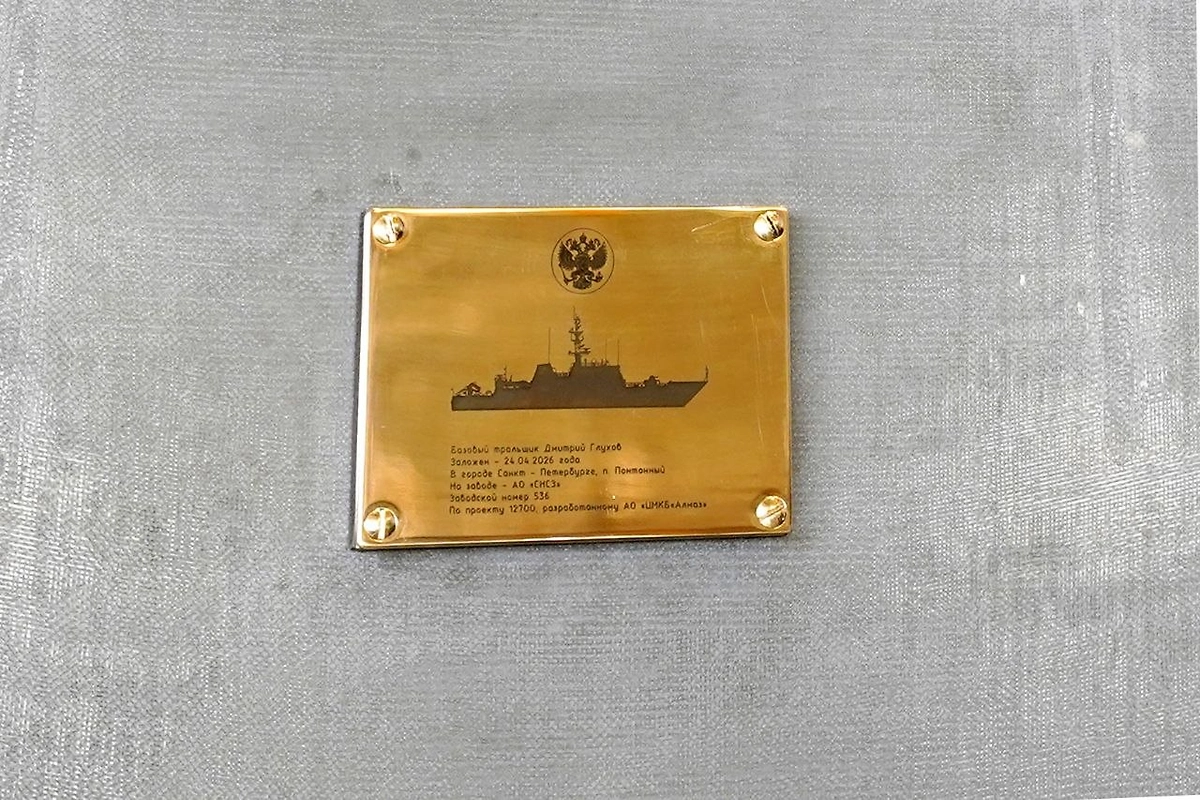 Базовый тральщик Дмитрий Глухов
Заложен - 24.04.2026 года
В городе Санкт - Петербурге, п. Понтонный
На заводе - АО «СНСЗ»
Заводской номер 536
По проекту 12700, разработанному АО «ЦМКБ«Алмаз»